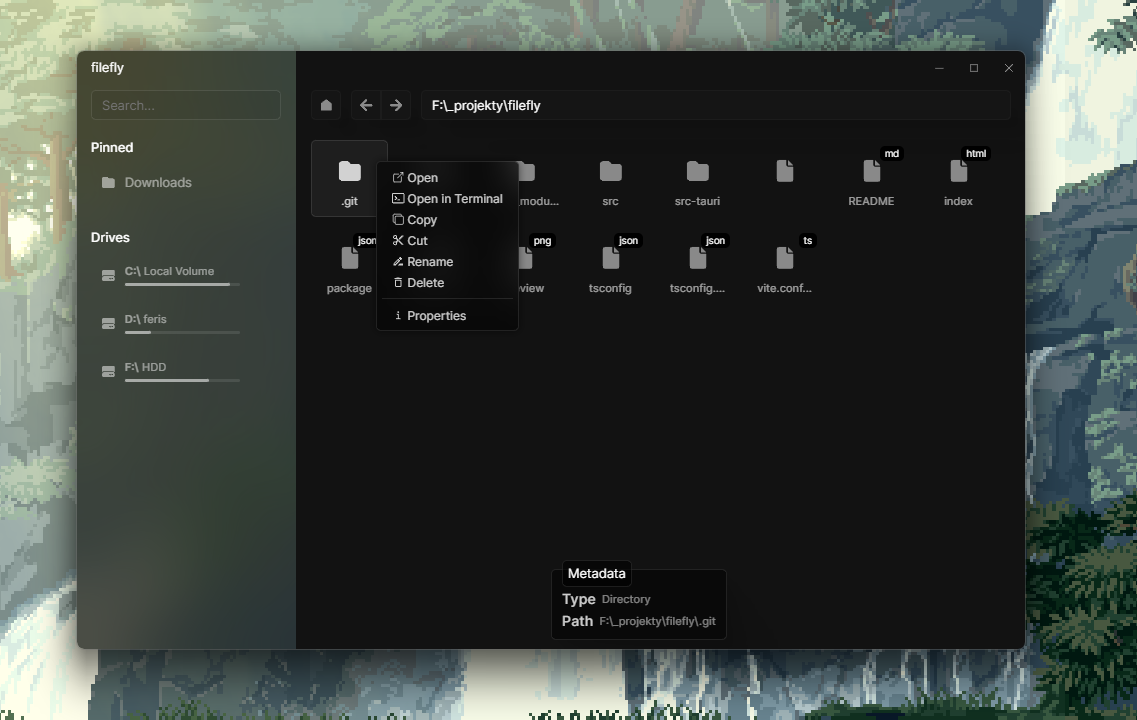 filefly
Search...
F:\_projekty\filefly
Pinned
Downloads
Drives
C:\ Local Volume
D:\ feris
F:\ HDD
.git
modu...
src
src-tauri
md
README
html
index
json
package
png
view
json
tsconfig
json
tsconfig....
ts
vite.conf...
Open
Open in Terminal
Copy
Cut
Rename
Delete
Properties
Metadata
Type Directory
Path F:\_projekty\filefly\.git